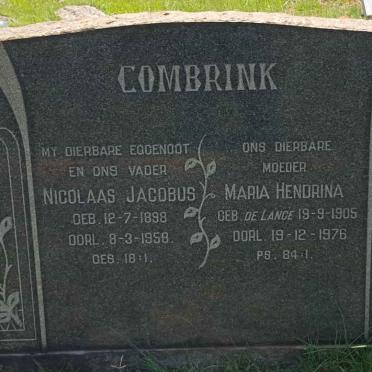 COMBRINK
MY DIERBARE EGGENOOT
EN ONS VADER
NICOLAAS JACOBUS
GEB. 12-7-1898
OORL. 8-3-1958.
GES. 18:1.
ONS DIERBARE
MOEDER
MARIA HENDRINA
GEB. DE LANGE 19-9-1905
OORL. 19-12-1976
PS. 84:1.